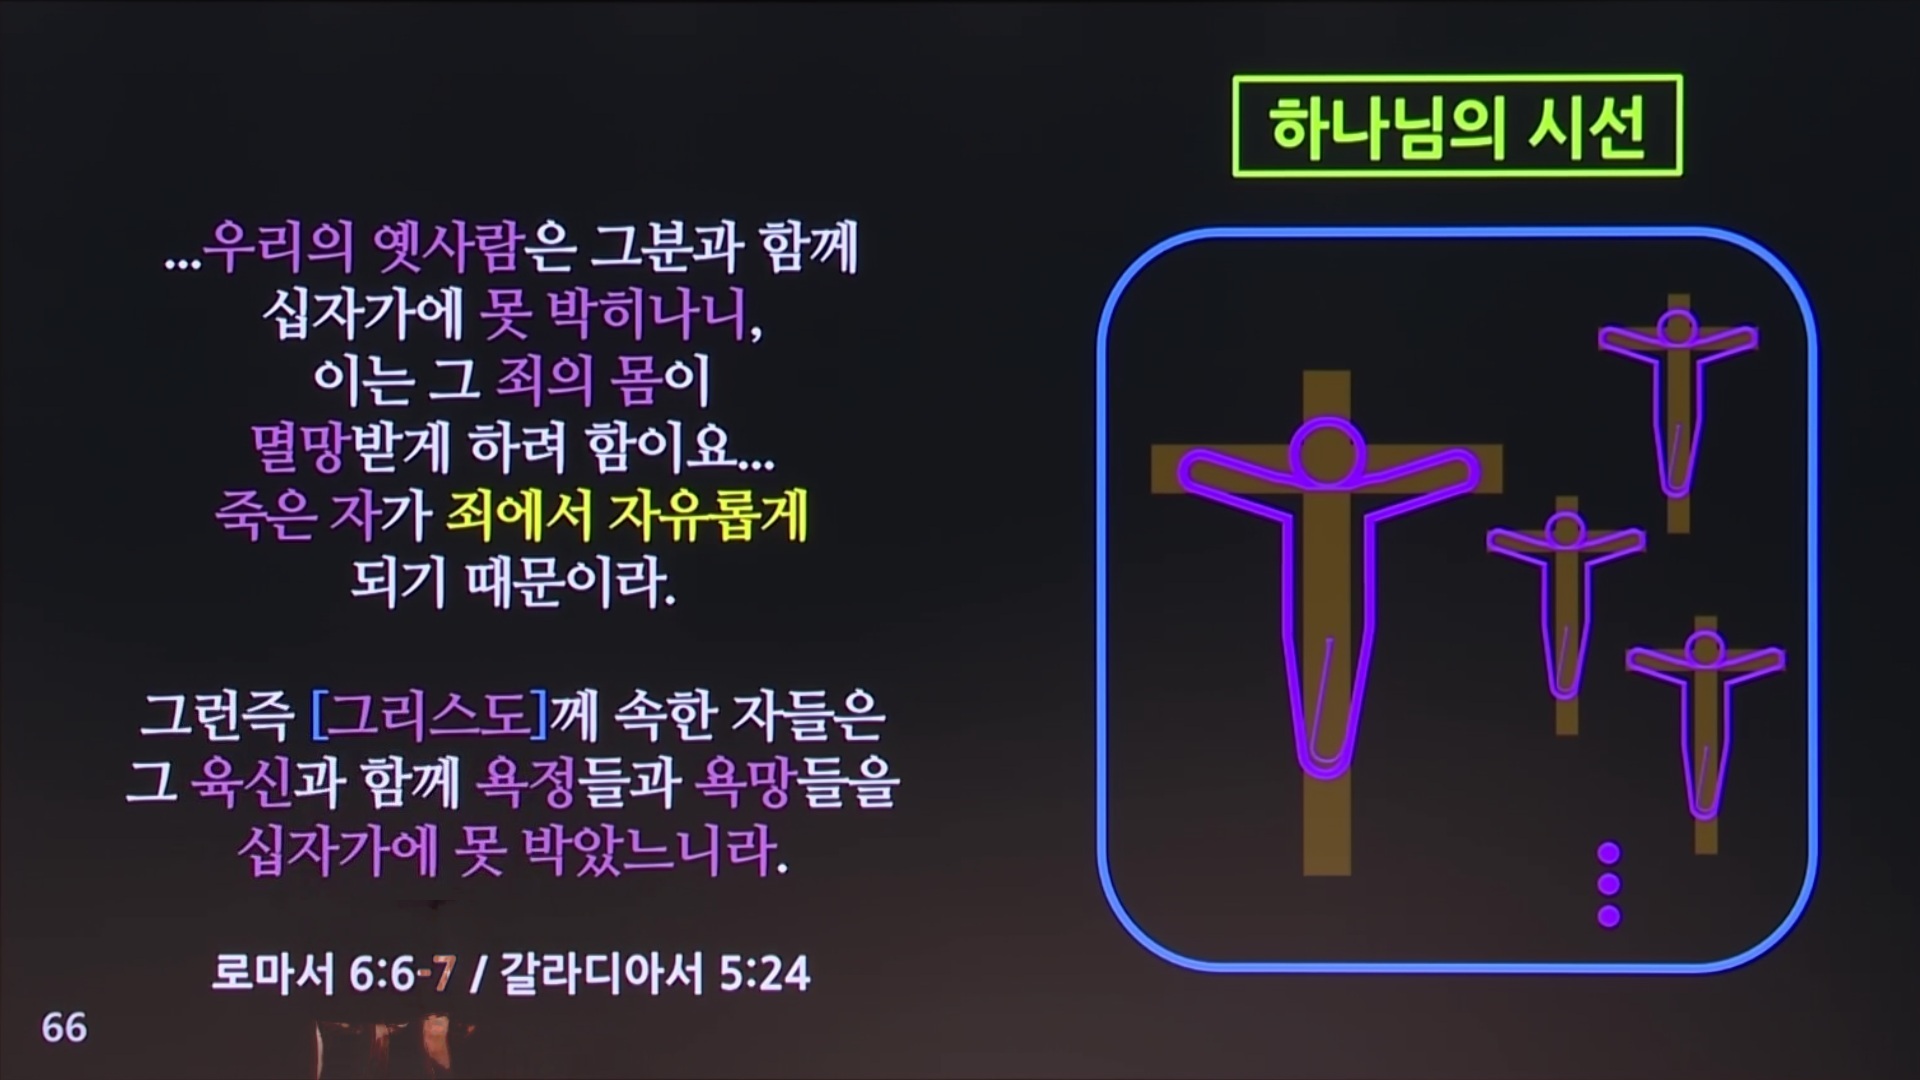 하나님의 시선
...우리의 옛사람은 그분과 함께
십자가에 못 박히나니,
이는 그 죄의 몸이
멸망받게 하려 함이요...
죽은 자가 죄에서 자유롭게
되기 때문이라.
그런즉 [그리스도]께 속한 자들은
그 육신과 함께 욕정들과 욕망들을
십자가에 못 박았느니라.
로마서 6:6-7 / 갈라디아서 5:24
66